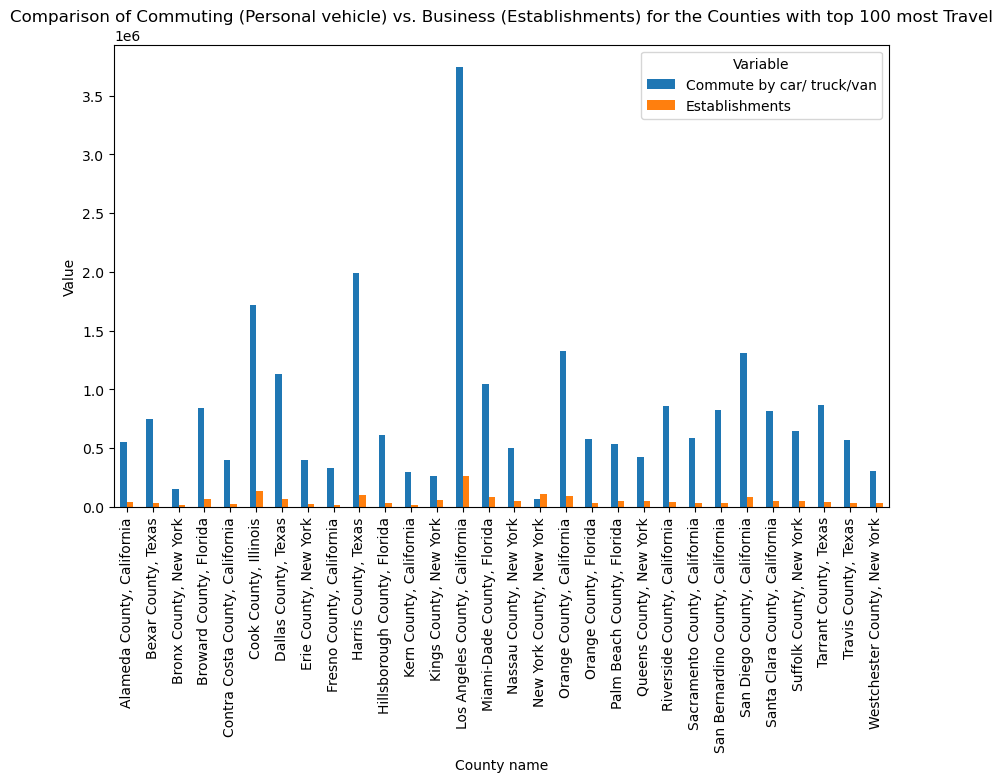 Comparison of Commuting (Personal vehicle) vs. Business (Establishments) for the Counties with top 100 most Travel
1e6
Variable
Commute by car/ truck/van
Establishments
3.5
3.0
2.5
2.0
1.5
1.0
0.5
0.0
Value
Alameda County, California
Bexar County, Texas
Bronx County, New York
Broward County, Florida
Contra Costa County, California
Cook County, Illinois
Dallas County, Texas
Erie County, New York
Fresno County, California
Harris County, Texas
Hillsborough County, Florida
Kern County, California
Kings County, New York
Los Angeles County, California
Miami-Dade County, Florida
Nassau County, New York
New York County, New York
Orange County, California
Orange County, Florida
Palm Beach County, Florida
Queens County, New York
Riverside County, California
Sacramento County, California
San Bernardino County, California
San Diego County, California
Santa Clara County, California
Suffolk County, New York
Tarrant County, Texas
Travis County, Texas
Westchester County, New York
County name